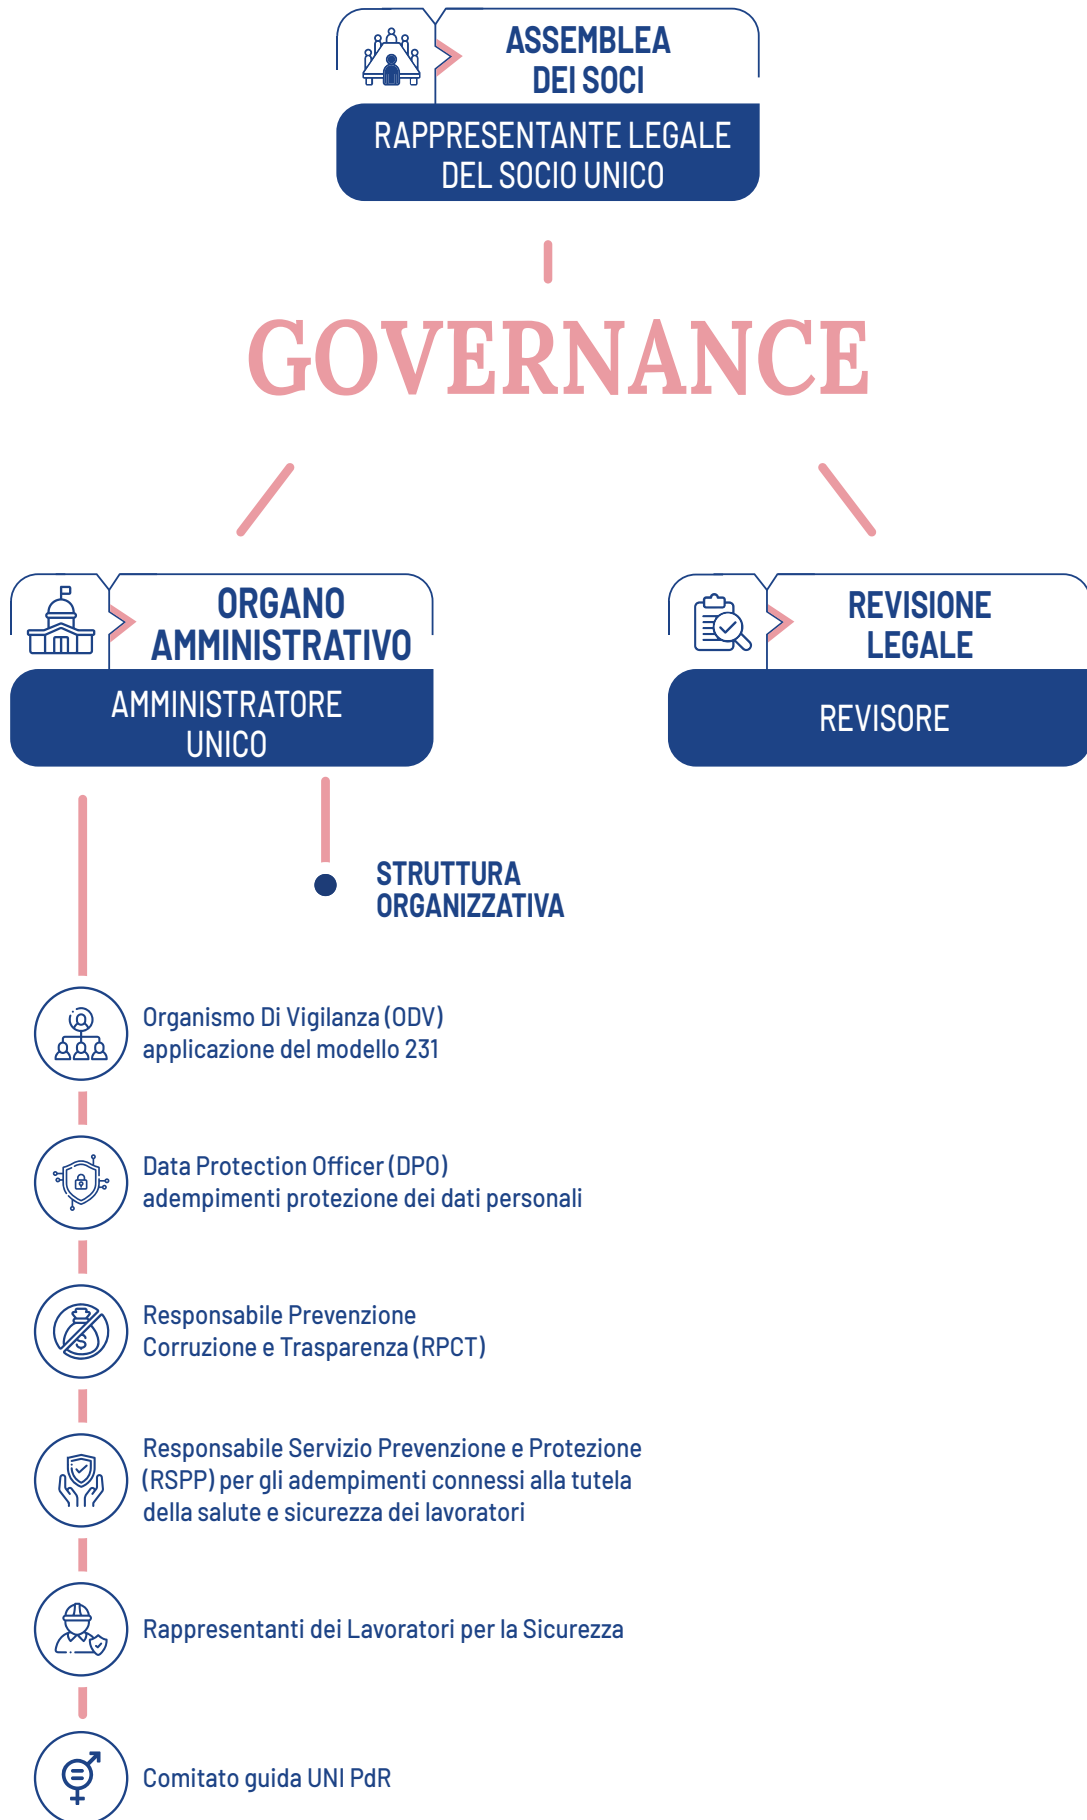 ASSEMBLEA
DEI SOCI
RAPPRESENTANTE LEGALE
DEL SOCIO UNICO
GOVERNANCE
ORGANO
AMMINISTRATIVO
AMMINISTRATORE
UNICO
REVISIONE
LEGALE
REVISORE
STRUTTURA
ORGANIZZATIVA
Organismo Di Vigilanza (ODV)
applicazione del modello 231
Data Protection Officer (DPO)
adempimenti protezione dei dati personali
Responsabile Prevenzione
Corruzione e Trasparenza (RPCT)
Responsabile Servizio Prevenzione e Protezione
(RSPP) per gli adempimenti connessi alla tutela
della salute e sicurezza dei lavoratori
Rappresentanti dei Lavoratori per la Sicurezza
Comitato guida UNI PdR